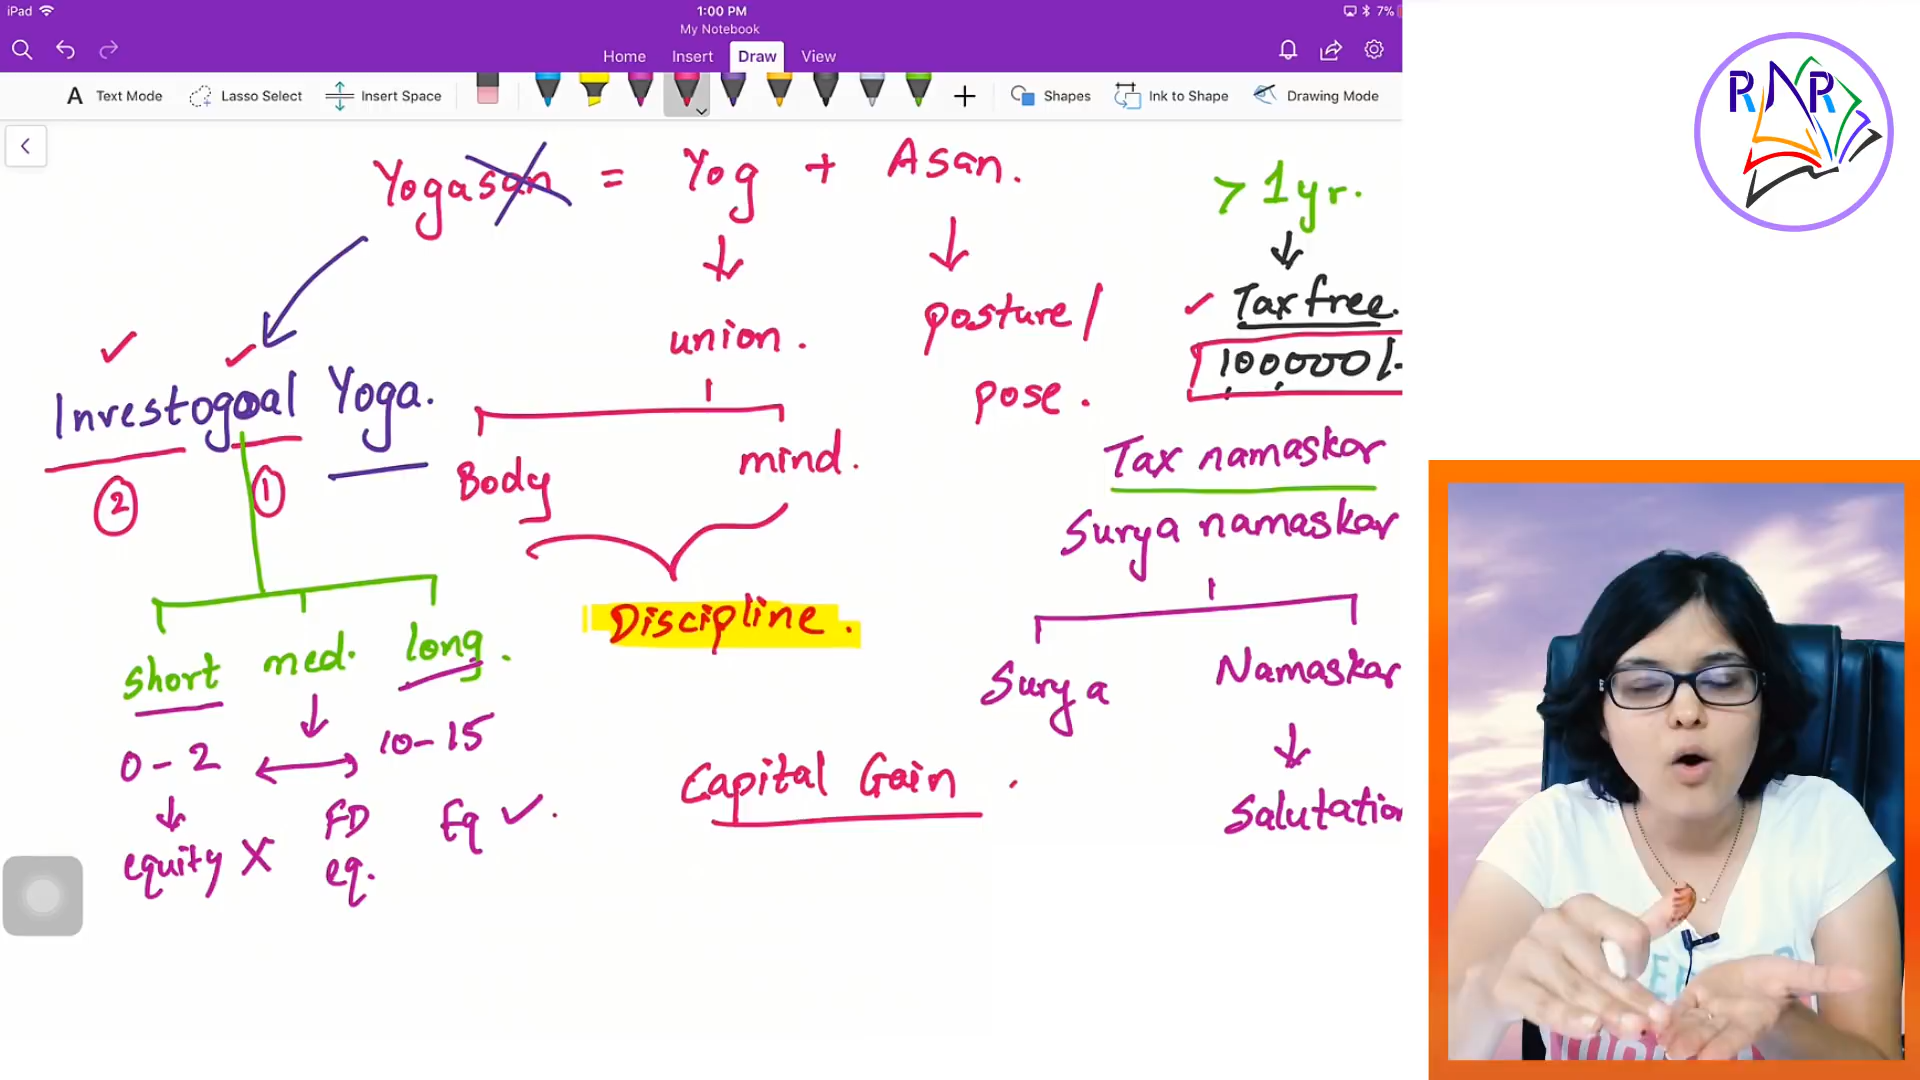 iPad
1:00 PM
7%
My Notebook
Home Insert Draw View
A Text Mode Lasso Select Insert Space Shapes Ink to Shape Drawing Mode
Yogasan = Yog + Asan.
> 1 yr.
Tax free.
100000/-
union.
posture/
pose.
Investogoal Yoga.
2 1
Body mind.
Tax namaskar
Surya namaskar
Discipline.
short med. long.
Surya Namaskar
0-2 10-15
Capital Gain.
Salutation
equity X FD Eq ✓.
eq.
RNR